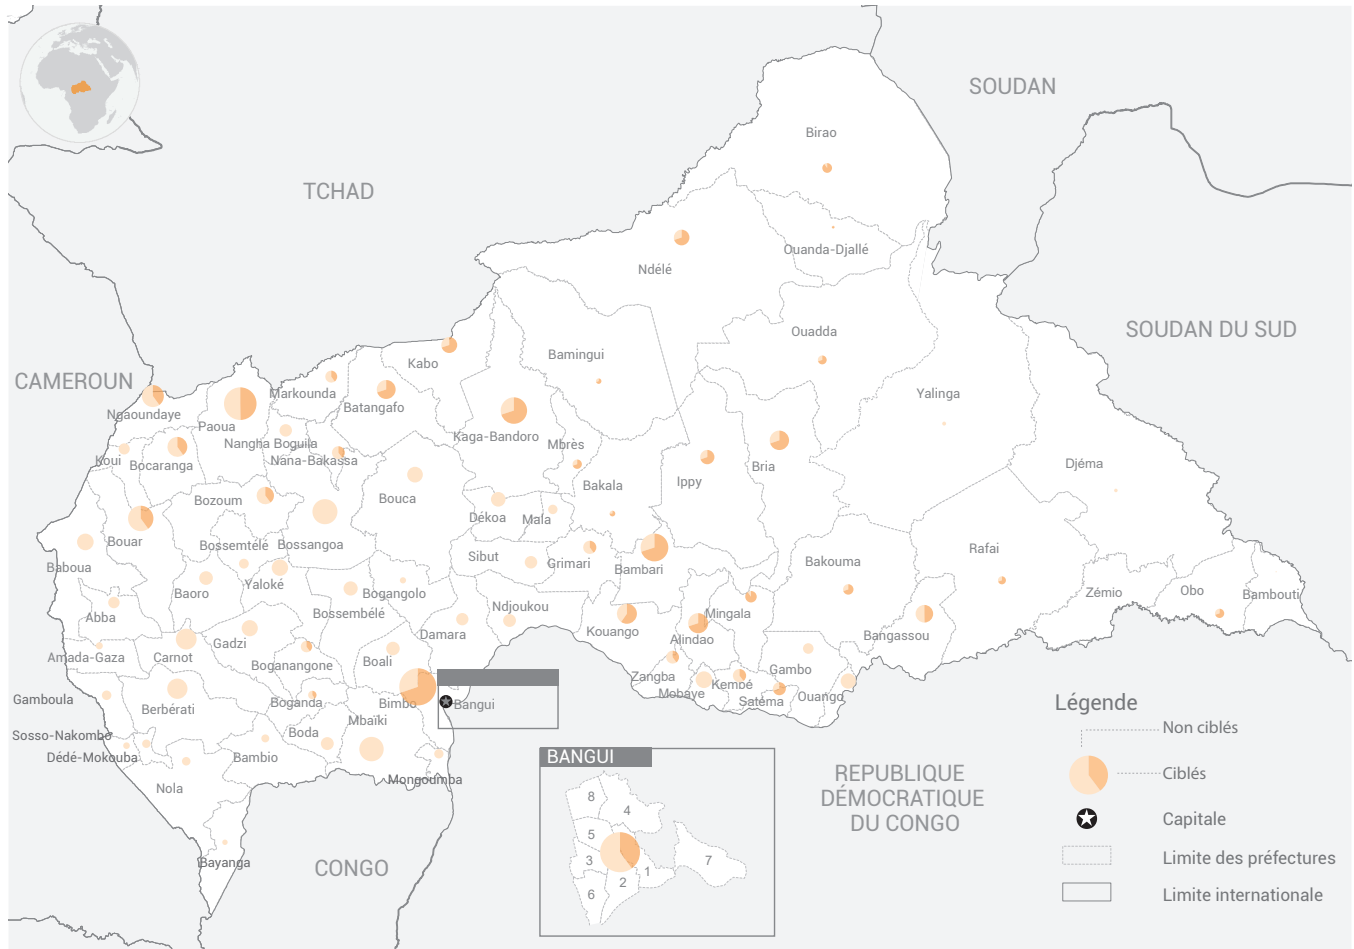 SOUDAN
Birao
TCHAD
Ouanda-Djallé
Ndélé
SOUDAN DU SUD
Ouadda
Kabo
Bamingui
CAMEROUN
Yalinga
Markounda
Ngaoundaye
Batangafo
Paoua
Kaga-Bandoro
Nangha Boguila
Mbrès
Koui
Bocaranga
Nana-Bakassa
Bria
Djéma
Ippy
Bakala
Bozoum
Bouca
Dékoa
Mala
Bouar
Bossemtélé
Bossangoa
Rafai
Sibut
Grimari
Bambari
Bakouma
Baboua
Yaloké
Baoro
Bogangolo
Zémio
Obo
Bambouti
Bossembélé
Ndjoukou
Mingala
Abba
Kouango
Damara
Alindao
Bangassou
Gadzi
Amada-Gaza
Carnot
Boganangone
Boali
Gambo
Zangba
Kembé
Mobaye
Satéma
Ouango
Gamboula
Berbérati
Boganda
Bimbo
Bangui
Mbaïki
Sosso-Nakombe
Boda
Dédé-Mokouba
Bambio
Mongoumba
Nola
Bayanga
CONGO
BANGUI
8
4
5
3
1
7
2
6
REPUBLIQUE
DÉMOCRATIQUE
DU CONGO
Légende
Non ciblés
Ciblés
Capitale
Limite des préfectures
Limite internationale